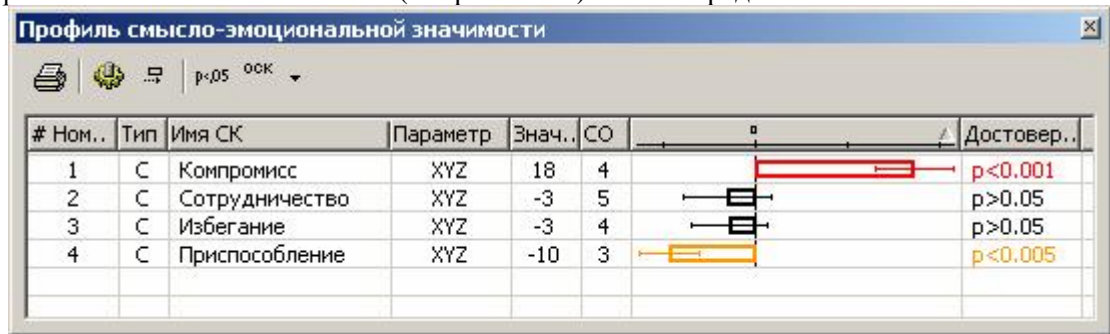 Профиль смысло-эмоциональной значимости
p<,05 ОСК
# Ном.. Тип Имя СК Параметр Знач.. СО 0 Достовер..
1 С Компромисс XYZ 18 4 p<0.001
2 С Сотрудничество XYZ -3 5 p>0.05
3 С Избегание XYZ -3 4 p>0.05
4 С Приспособление XYZ -10 3 p<0.005